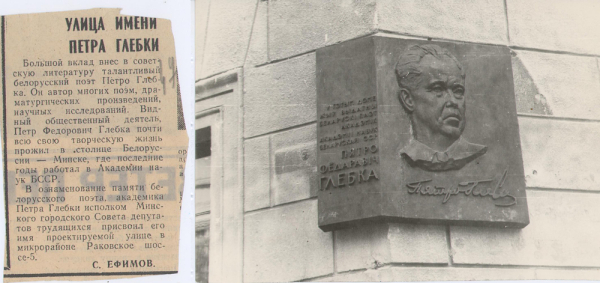 УЛИЦА ИМЕНИ
ПЕТРА ГЛЕБКИ
Большой вклад внес в совет-
скую литературу талантливый
белорусский поэт Петро Глеб-
ка. Он автор многих поэм, дра-
матургических произведений,
научных исследований. Вид-
ный общественный деятель,
Петр Федорович Глебка почти
всю свою творческую жизнь
прожил в столице Белорус-
сии — Минске, где последние
годы работал в Академии на-
ук БССР.
В ознаменование памяти бе-
лорусского поэта, академика
Петра Глебки исполком Мин-
ского городского Совета депута-
тов трудящихся присвоил его
имя проектируемой улице в
микрорайоне Раковское шос-
се-5.
С. ЕФИМОВ.
ПЕТРО
ФЕДАРАВІЧ
ГЛЕБКА